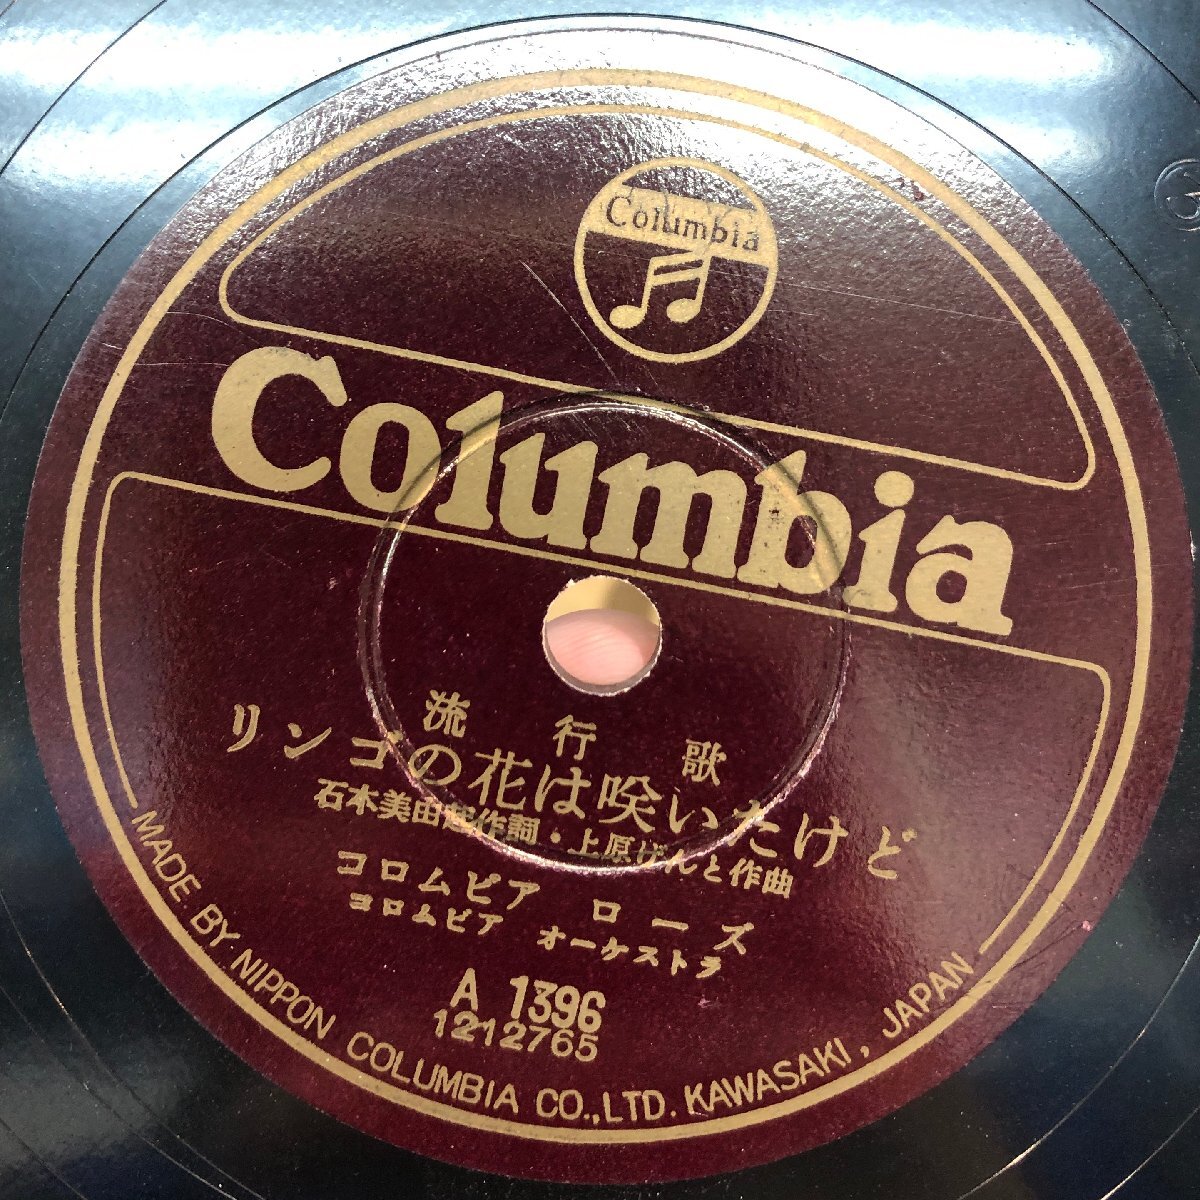 Columbia
Columbia
流行歌
リンゴの花は咲いたけど
石本美由起作詞・上原げんと作曲
コロムビア ローズ
コロムビア オーケストラ
A 1396
1212765
MADE BY NIPPON COLUMBIA CO.,LTD. KAWASAKI, JAPAN